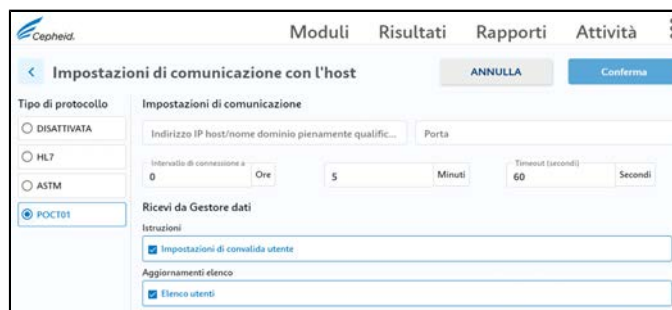 Cepheid.
Moduli Risultati Rapporti Attività
Impostazioni di comunicazione con l'host
ANNULLA
Conferma
Tipo di protocollo
DISATTIVATA
HL7
ASTM
POCT01
Impostazioni di comunicazione
Indirizzo IP host/nome dominio pienamente qualific...
Porta
Intervallo di connessione a
0 Ore
5 Minuti
Timeout (secondi)
60 Secondi
Ricevi da Gestore dati
Istruzioni
Impostazioni di convalida utente
Aggiornamenti elenco
Elenco utenti